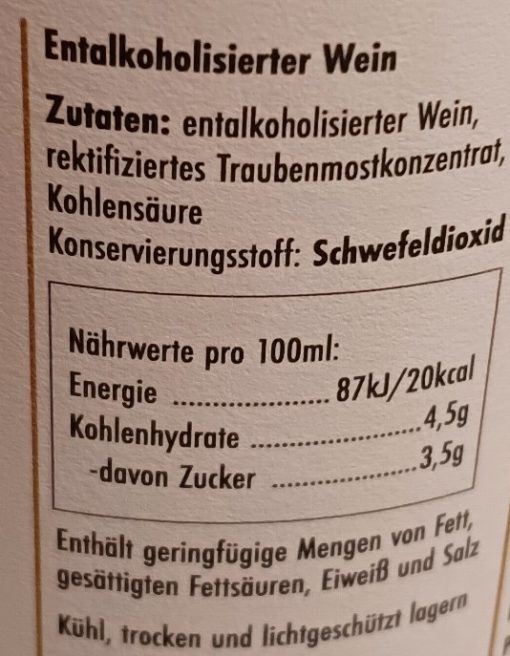 Entalkoholisierter Wein
Zutaten: entalkoholisierter Wein,
rektifiziertes Traubenmostkonzentrat,
Kohlensäure
Konservierungsstoff: Schwefeldioxid
Nährwerte pro 100ml:
Energie .................... 87kJ/20kcal
Kohlenhydrate ......................4,5g
-davon Zucker ...................3,5g
Enthält geringfügige Mengen von Fett,
gesättigten Fettsäuren, Eiweiß und Salz
Kühl, trocken und lichtgeschützt lagern